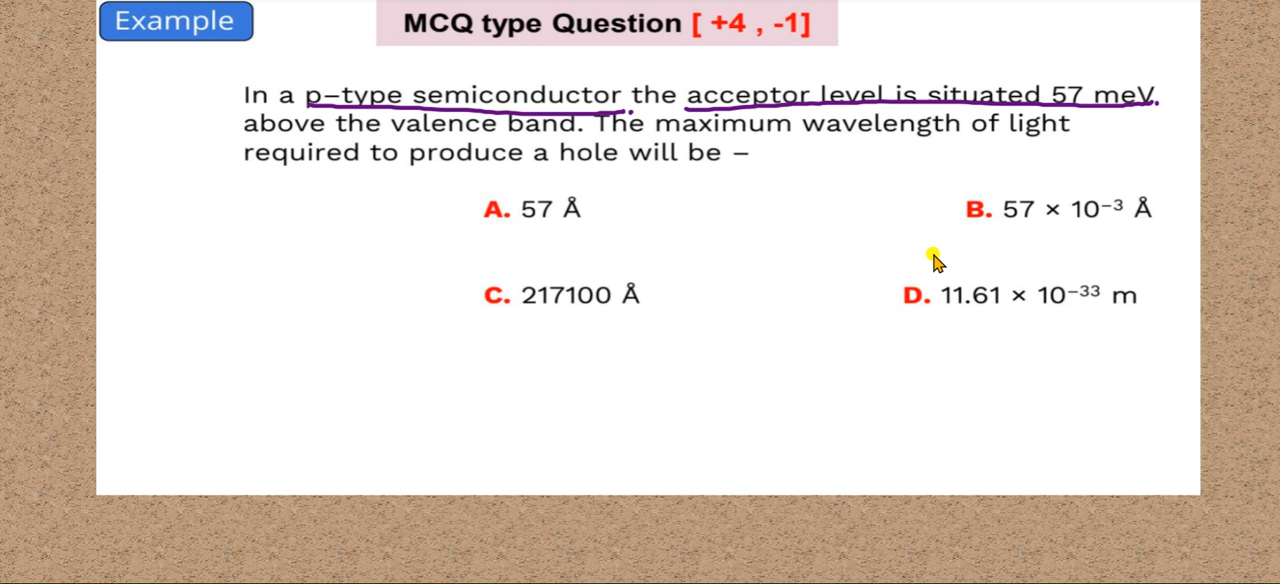 Example
MCQ type Question [ +4 , -1]
In a p–type semiconductor the acceptor level is situated 57 meV.
above the valence band. The maximum wavelength of light
required to produce a hole will be –
A. 57 Å
B. 57 × 10⁻³ Å
C. 217100 Å
D. 11.61 × 10⁻³³ m